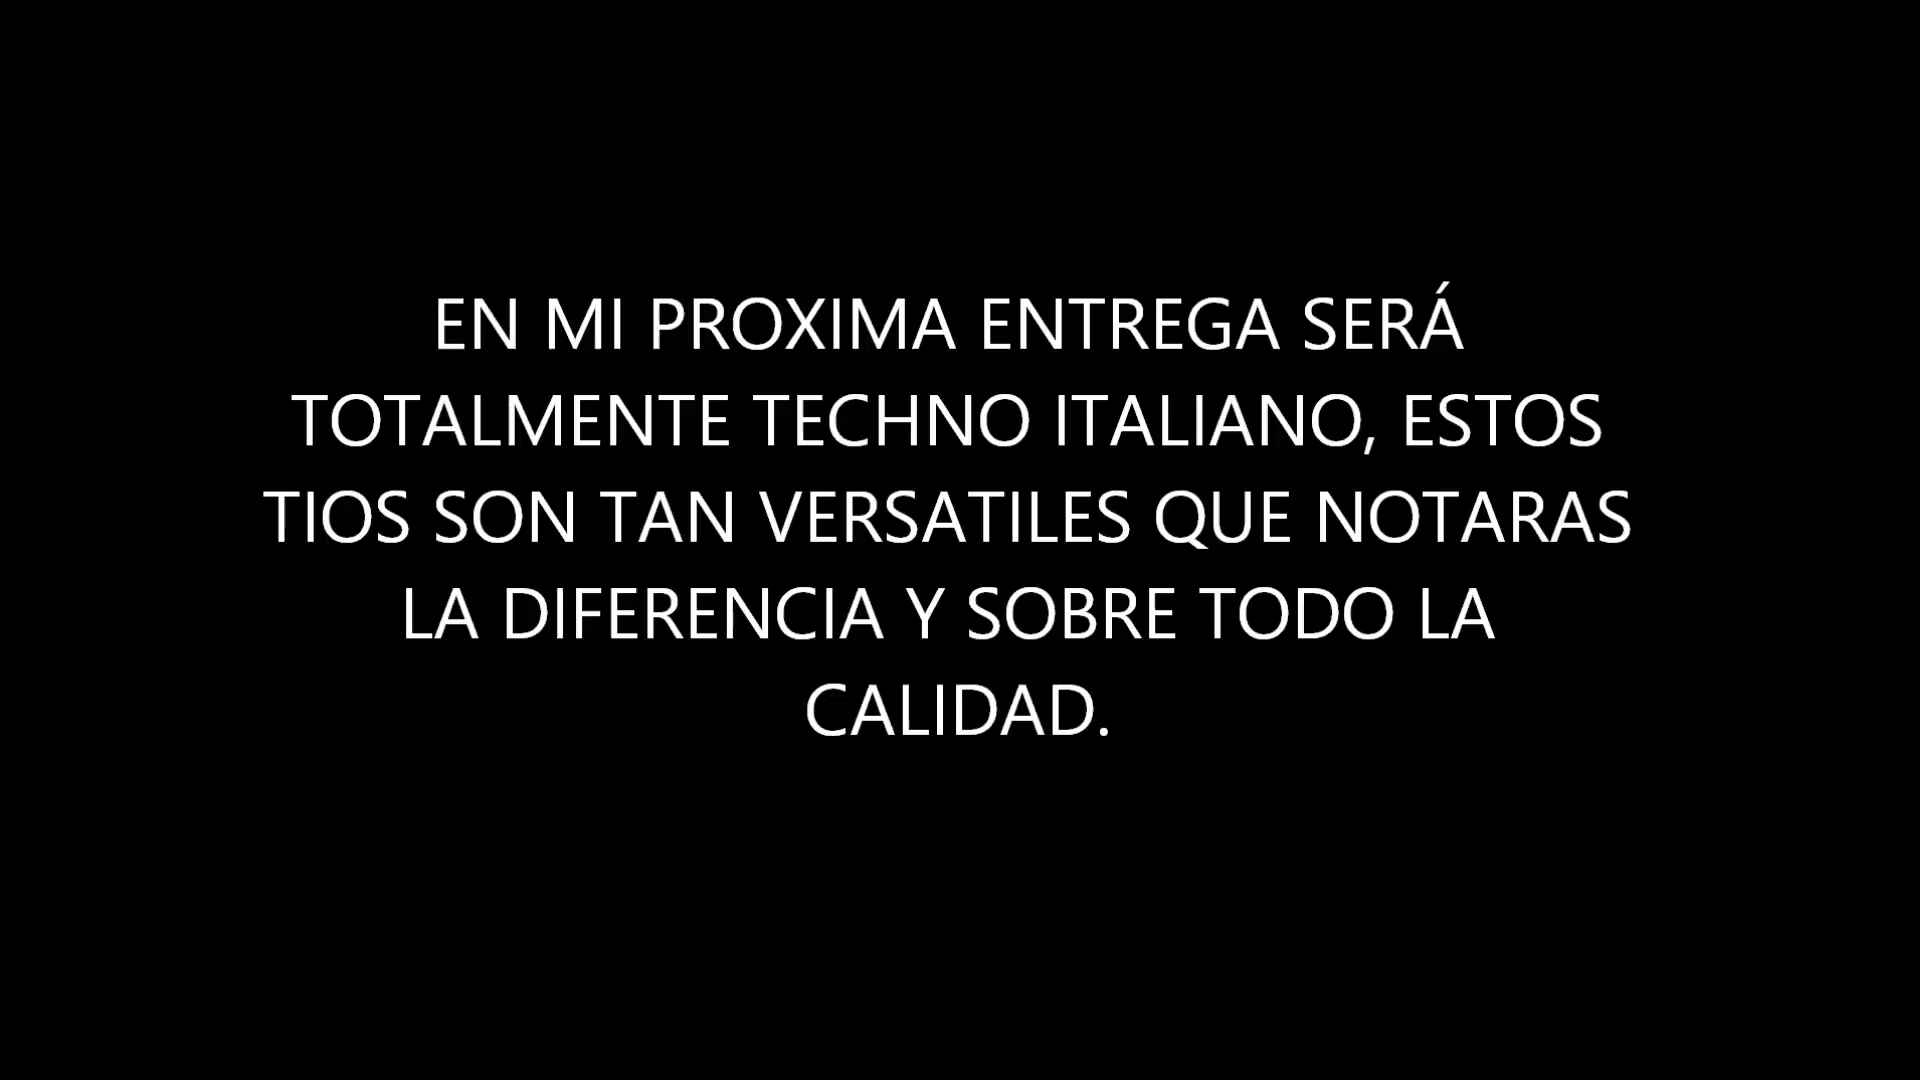 EN MI PROXIMA ENTREGA SERÁ
TOTALMENTE TECHNO ITALIANO, ESTOS
TIOS SON TAN VERSATILES QUE NOTARAS
LA DIFERENCIA Y SOBRE TODO LA
CALIDAD.